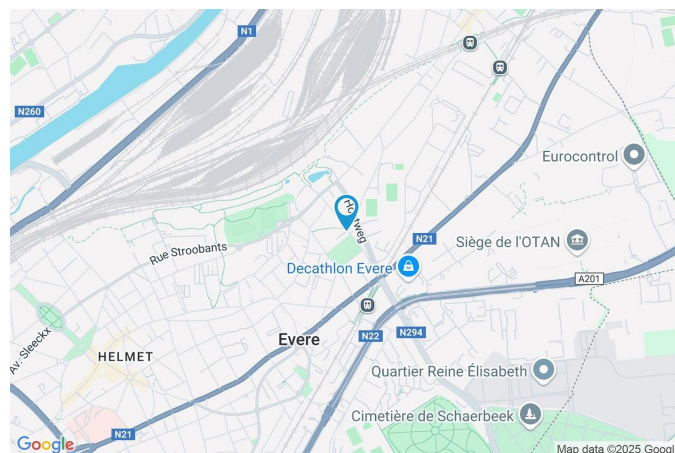 N1
N260
Eurocontrol
Rue Stroobants
N21
Siège de l'OTAN
Decathlon Evere
A201
Av. Sleeckx
HELMET
Evere
N22
N294
Quartier Reine Élisabeth
Cimetière de Schaerbeek
N21
Google
Map data ©2025 Googl